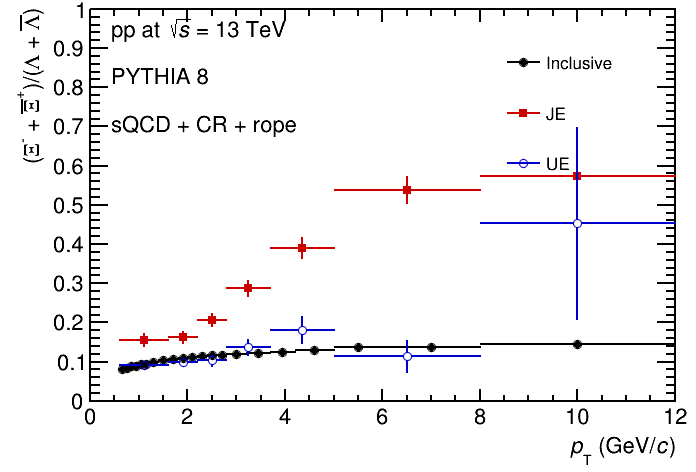 (Ξ⁻ + Ξ̅⁺)/(Λ + Λ̅)
pp at √s = 13 TeV
PYTHIA 8
sQCD + CR + rope
Inclusive
JE
UE
1
0.9
0.8
0.7
0.6
0.5
0.4
0.3
0.2
0.1
0
0 2 4 6 8 10 12
p_T (GeV/c)